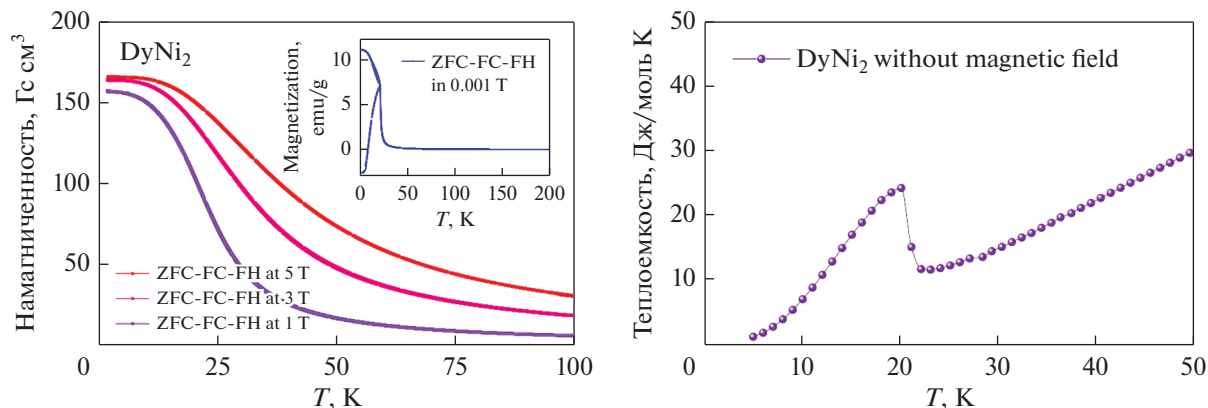 Намагниченность, Гс см³
200
150
100
50
0
25
50
75
100
T, K
DyNi₂
ZFC-FC-FH at 5 T
ZFC-FC-FH at 3 T
ZFC-FC-FH at 1 T
Magnetization,
emu/g
10
5
0
0
50
100
150
200
T, K
ZFC-FC-FH
in 0.001 T
Теплоемкость, Дж/моль К
50
40
30
20
10
0
10
20
30
40
50
T, K
DyNi₂ without magnetic field